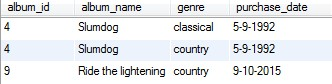 album_id album_name genre purchase_date
4 Slumdog classical 5-9-1992
4 Slumdog country 5-9-1992
9 Ride the lightening country 9-10-2015